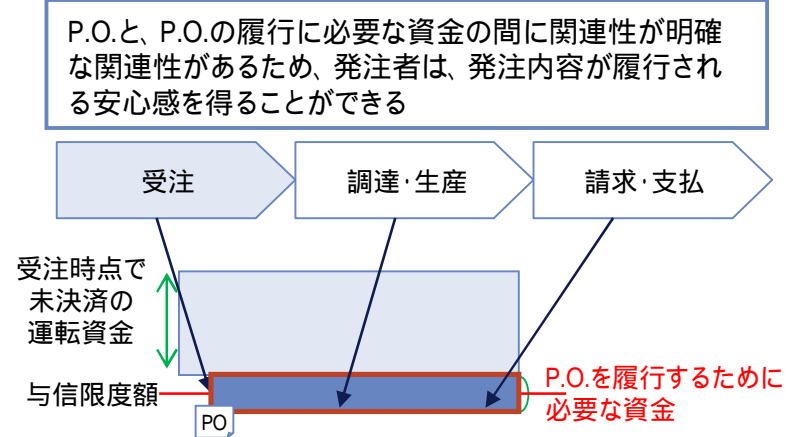 P.O.と、P.O.の履行に必要な資金の間に関連性が明確
な関連性があるため、発注者は、発注内容が履行され
る安心感を得ることができる
受注
調達･生産
請求･支払
受注時点で
未決済の
運転資金
与信限度額
P.O.を履行するために
必要な資金
PO